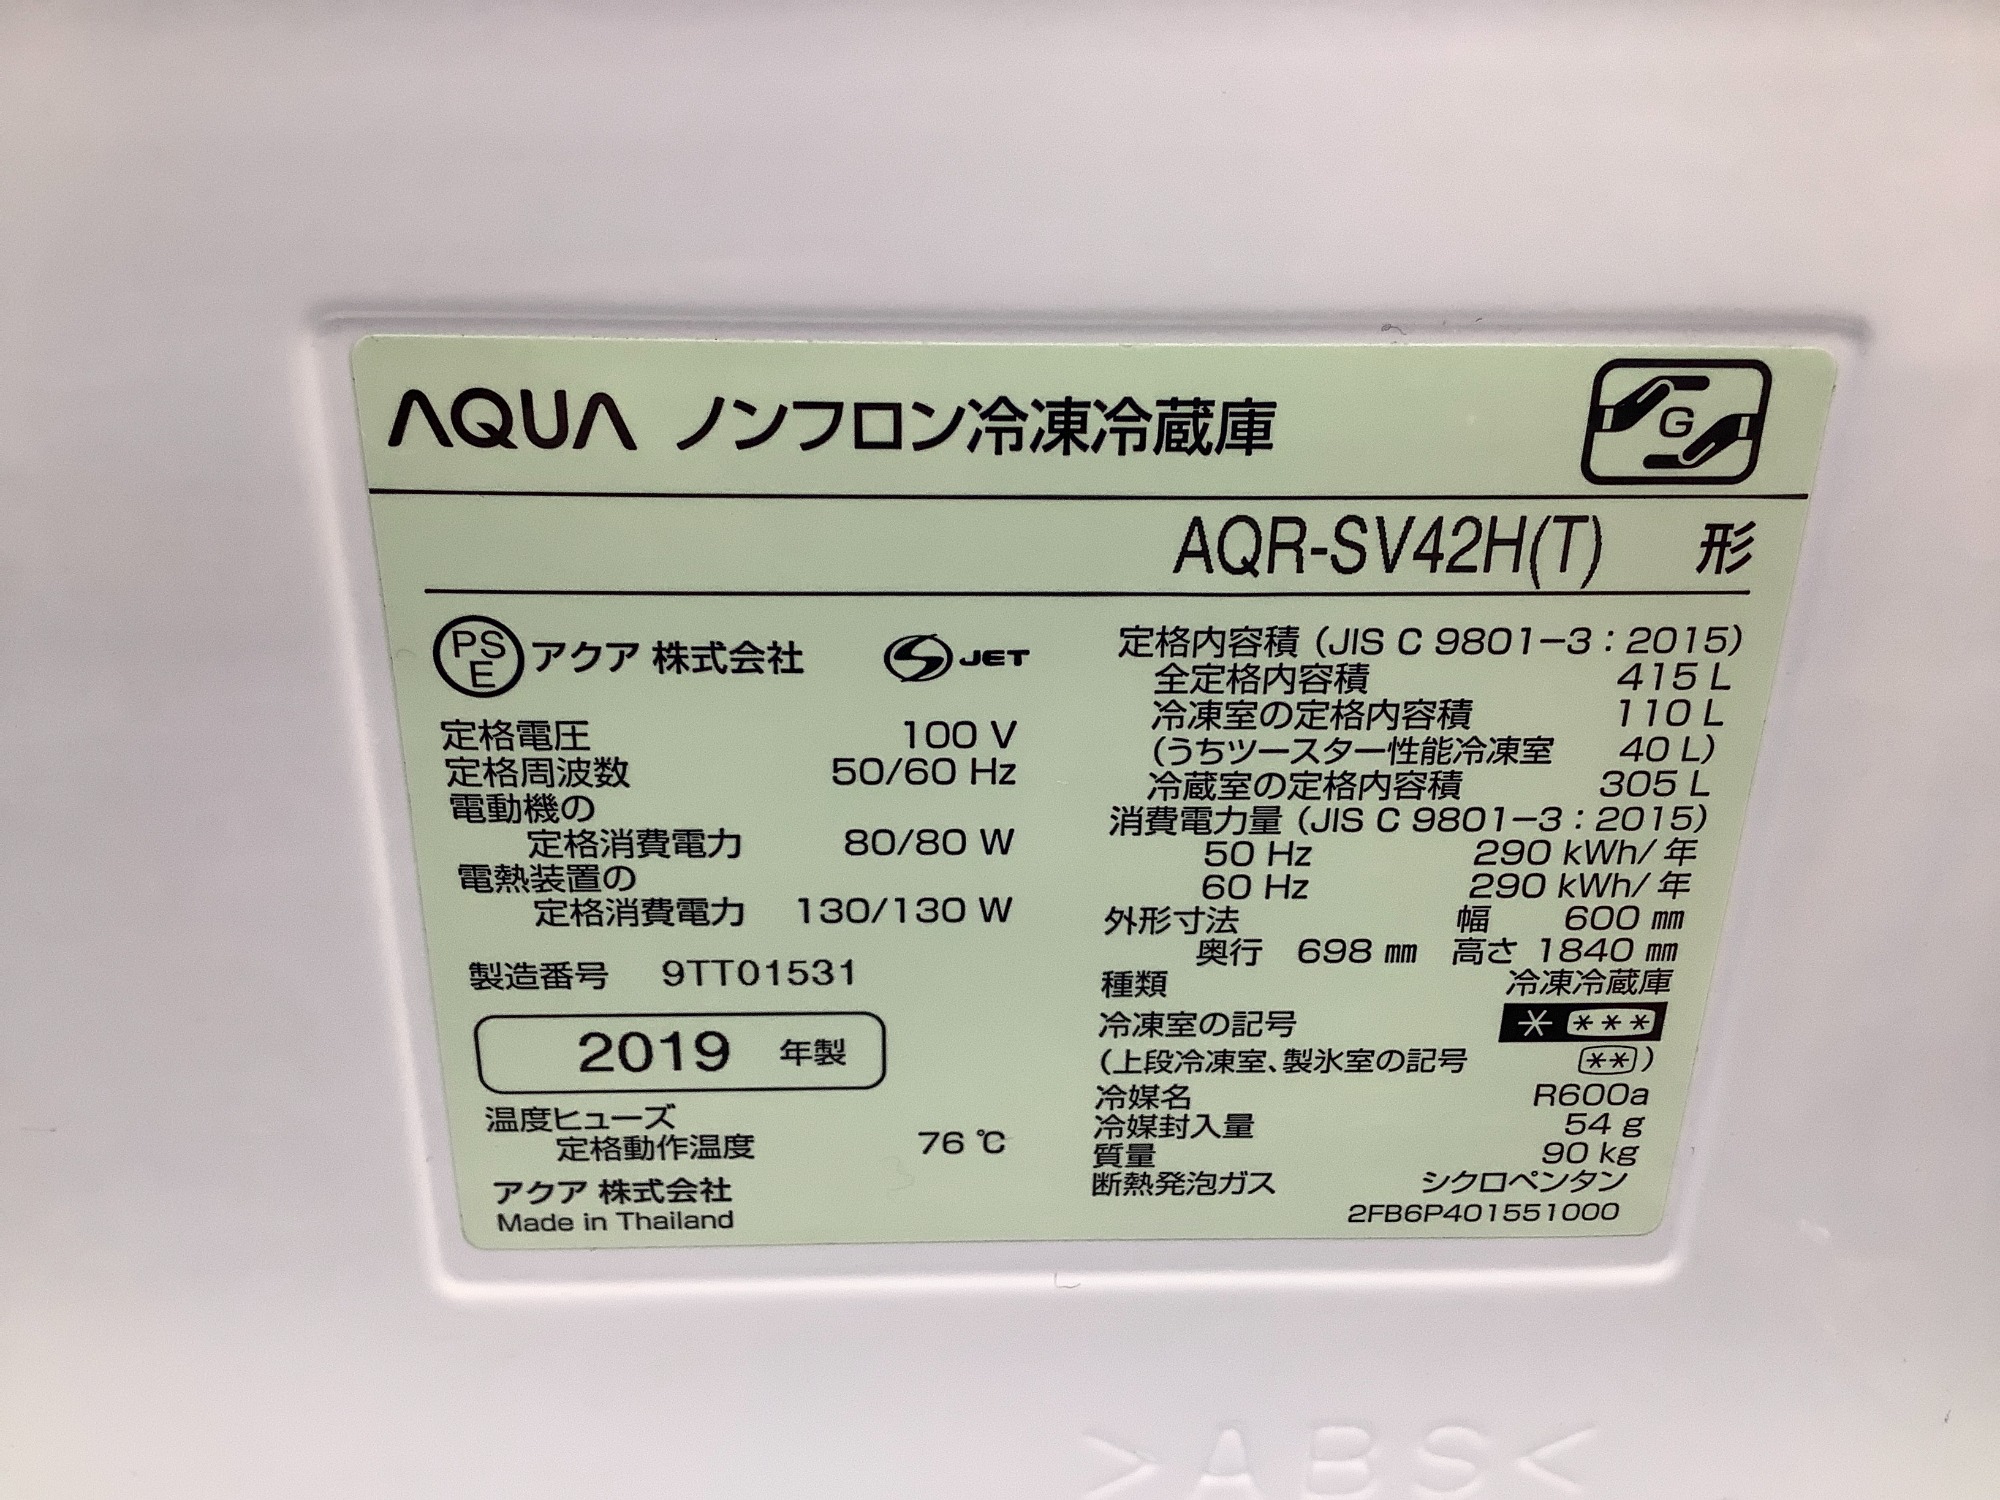 AQUA ノンフロン冷凍冷蔵庫
G
AQR-SV42H(T) 形
PSE アクア 株式会社 S JET
定格電圧 100 V
定格周波数 50/60 Hz
電動機の
定格消費電力 80/80 W
電熱装置の
定格消費電力 130/130 W
製造番号 9TT01531
2019 年製
温度ヒューズ
定格動作温度 76 ℃
アクア 株式会社
Made in Thailand
定格内容積 (JIS C 9801-3：2015)
全定格内容積 415 L
冷凍室の定格内容積 110 L
(うちツースター性能冷凍室 40 L)
冷蔵室の定格内容積 305 L
消費電力量 (JIS C 9801-3：2015)
50 Hz 290 kWh/年
60 Hz 290 kWh/年
外形寸法 幅 600 ㎜
奥行 698 ㎜ 高さ 1840 ㎜
種類 冷凍冷蔵庫
冷凍室の記号 * ***
(上段冷凍室、製氷室の記号 **)
冷媒名 R600a
冷媒封入量 54 g
質量 90 kg
断熱発泡ガス シクロペンタン
2FB6P401551000
>ABS<